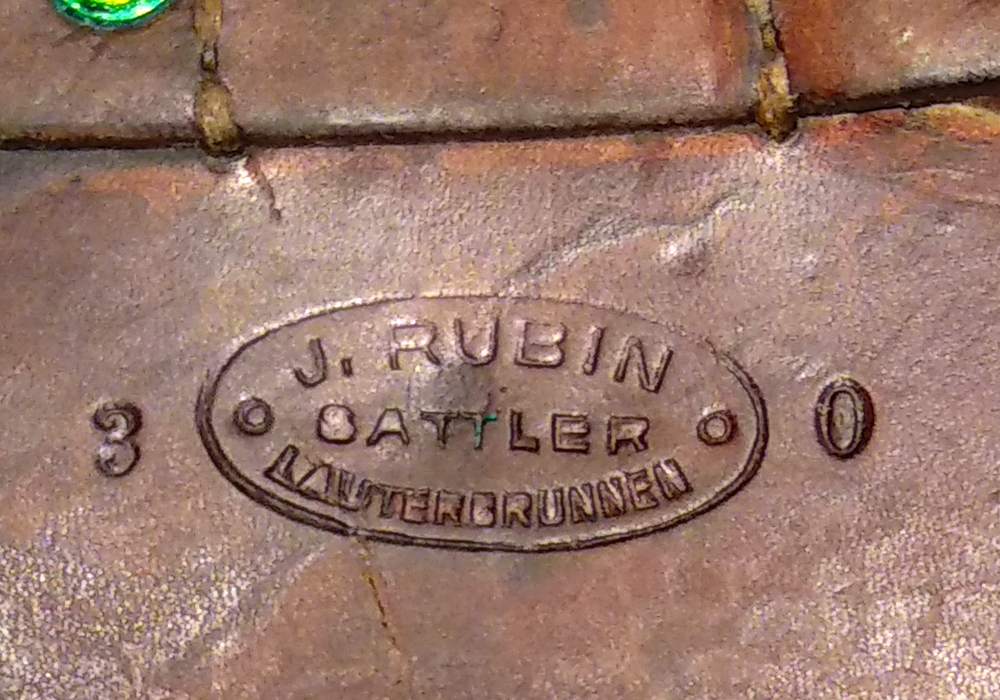 J. RUBIN
3 SATTLER 0
LAUTERBRUNNEN